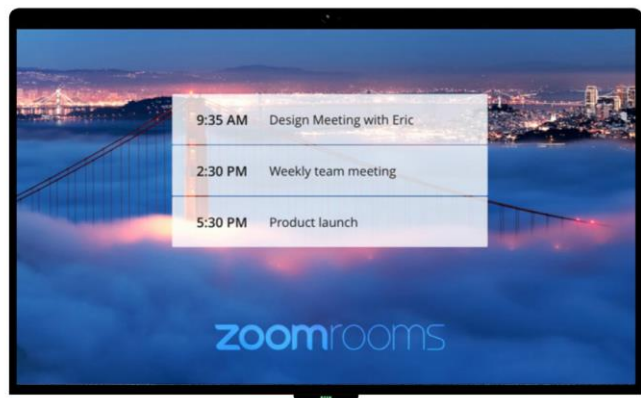 9:35 AM Design Meeting with Eric
2:30 PM Weekly team meeting
5:30 PM Product launch
zoomrooms